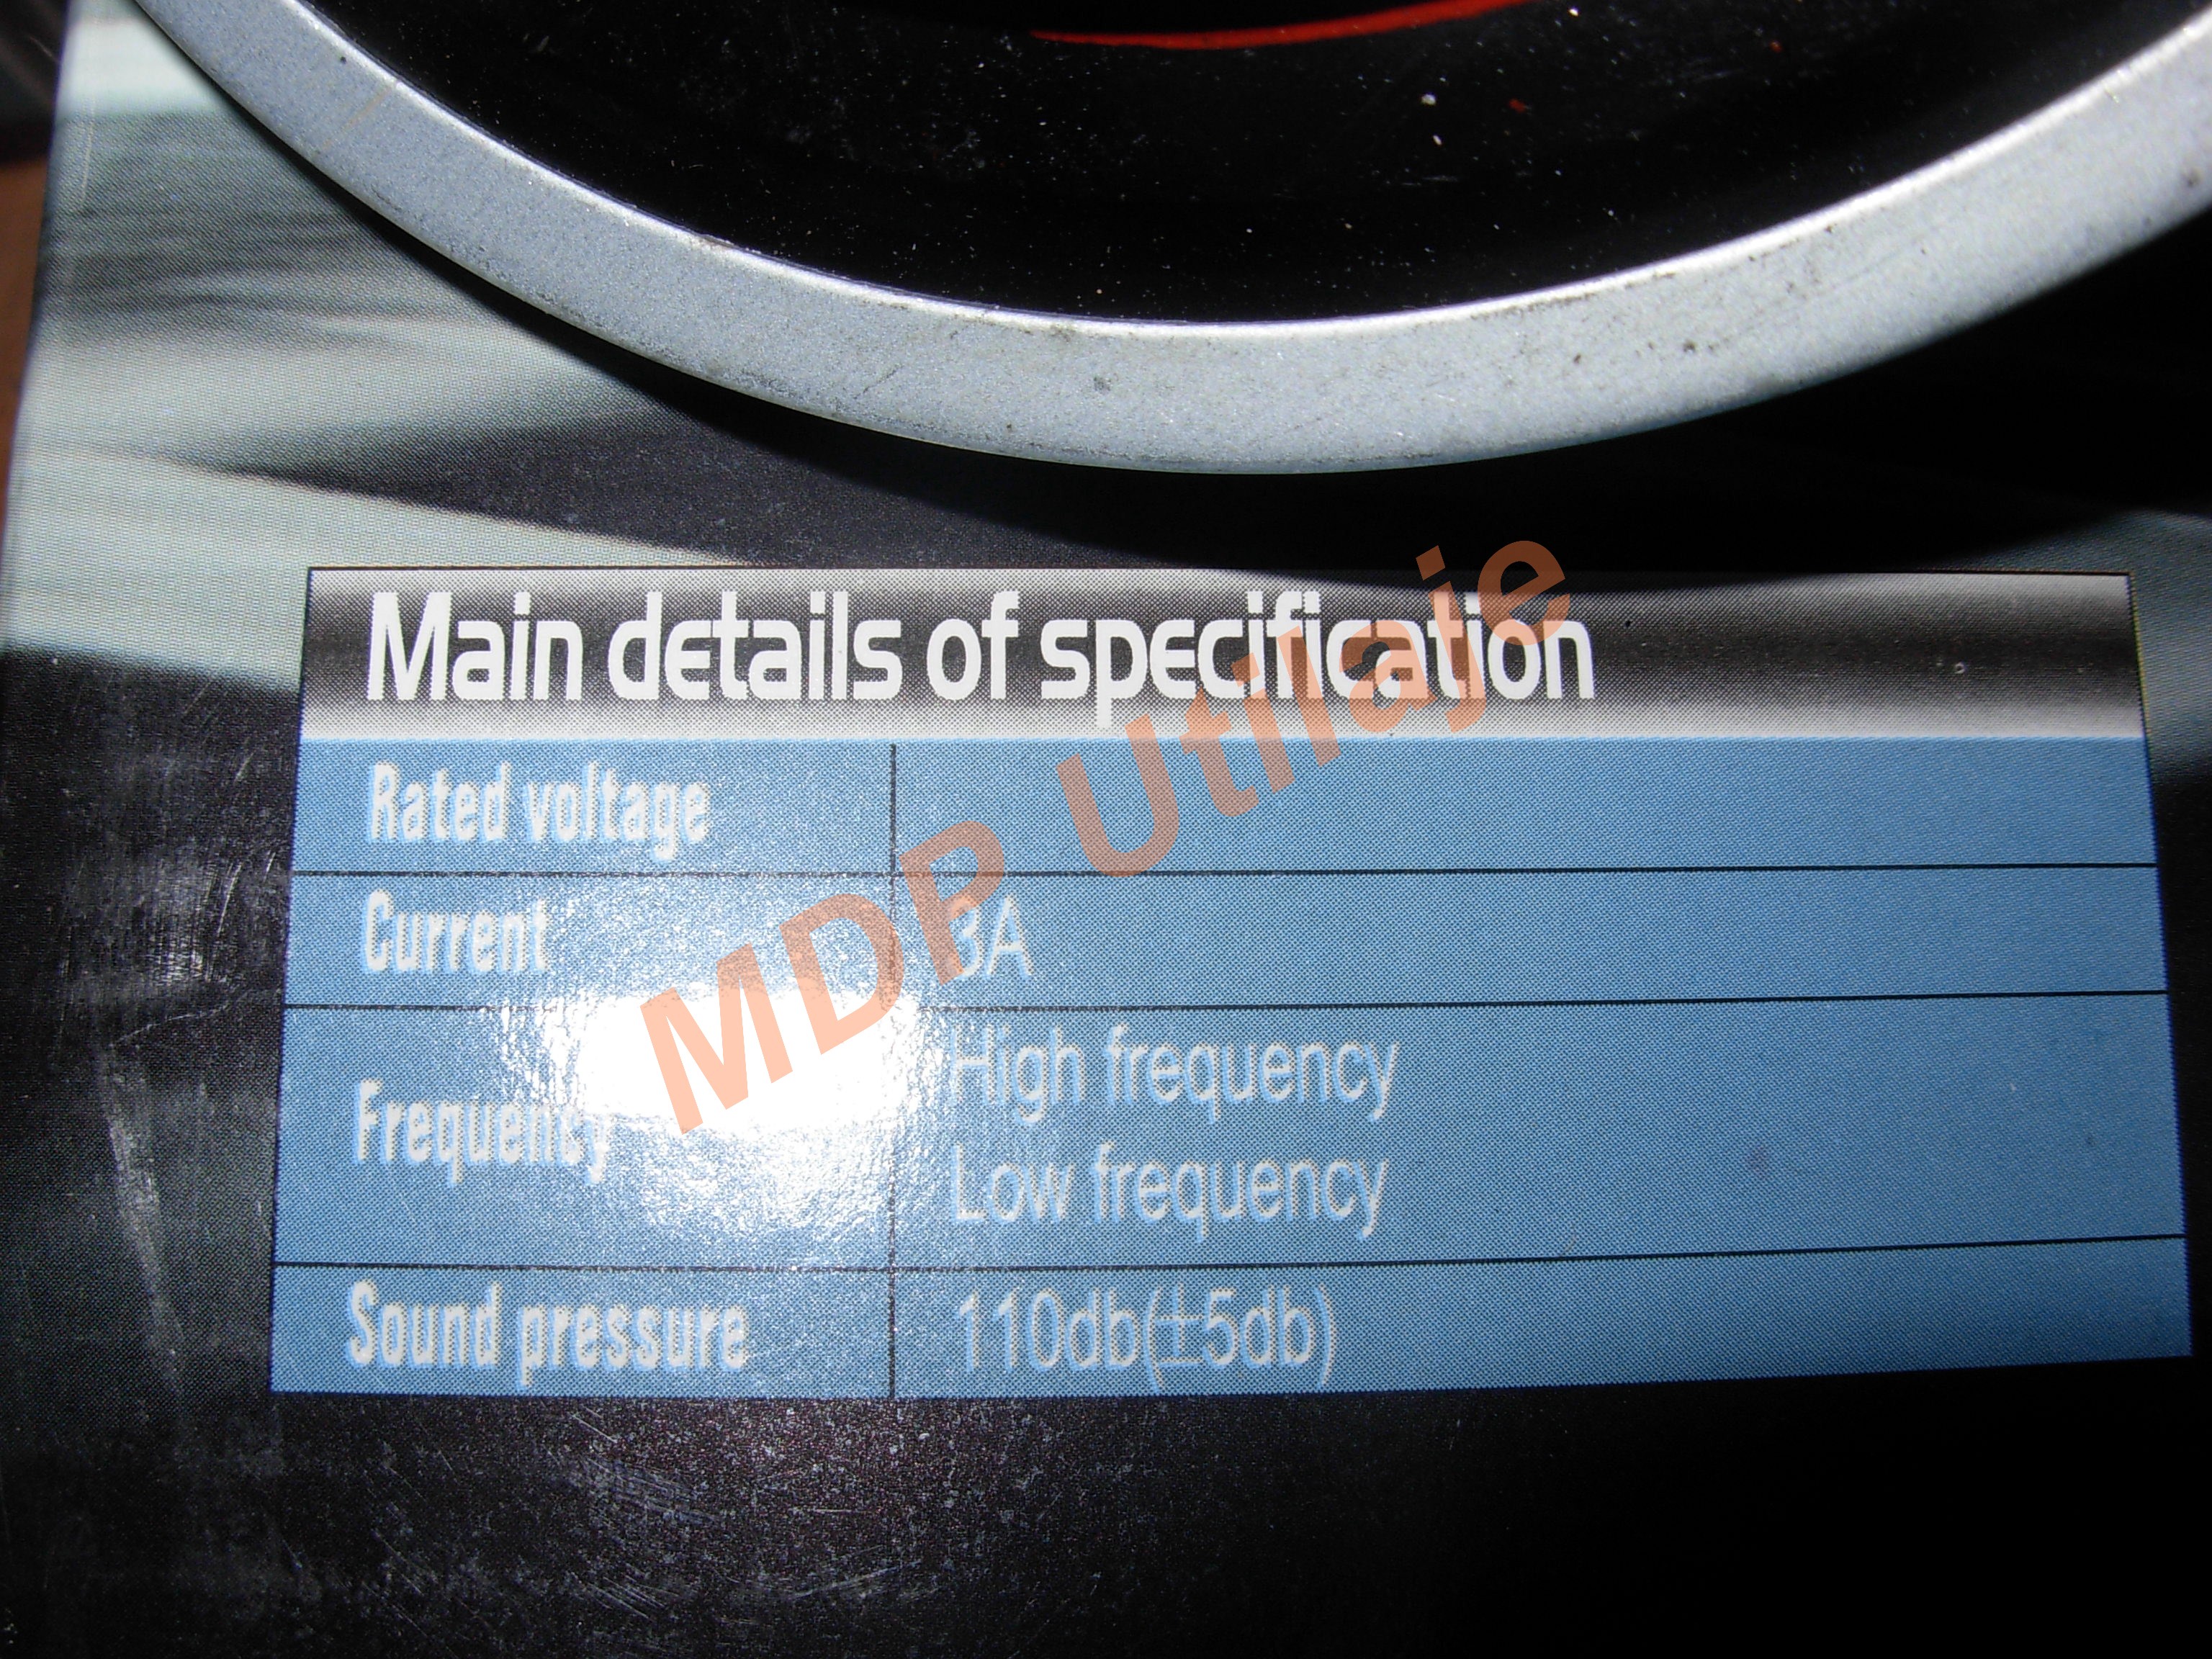 Main details of specification
Rated voltage
Current 3A
Frequency High frequency
Low frequency
Sound pressure 110db(±5db)
MDP Utilaje